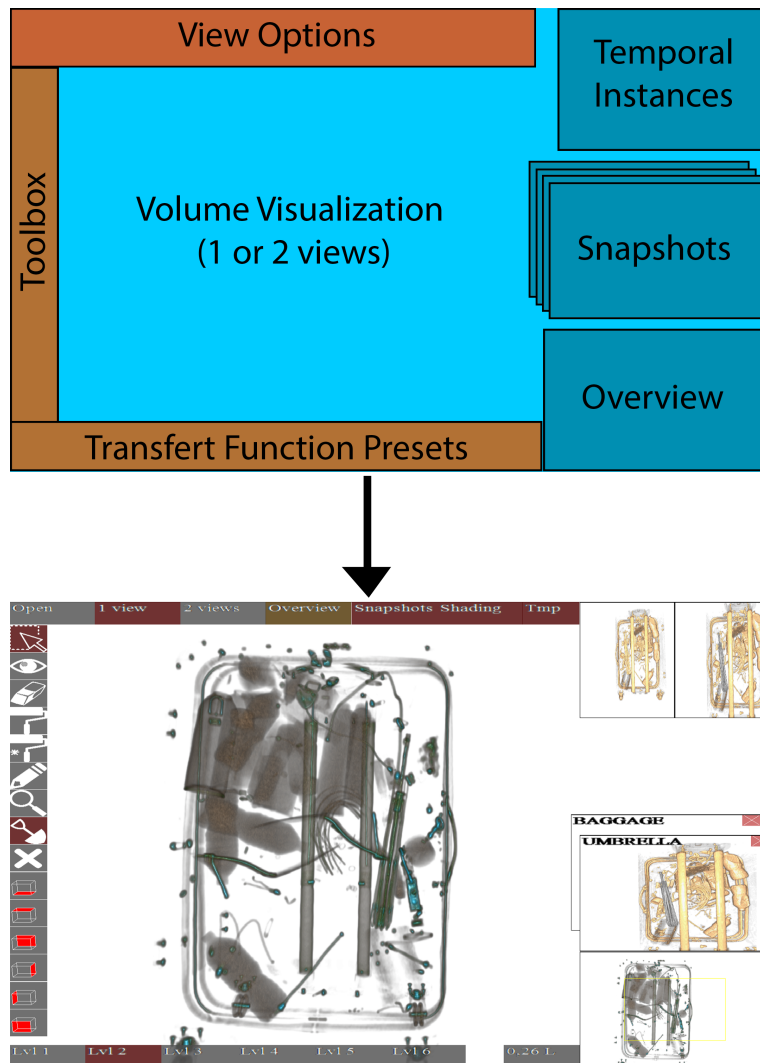 View Options
Temporal
Instances
Toolbox
Volume Visualization
(1 or 2 views)
Snapshots
Overview
Transfert Function Presets
Open 1 view 2 views Overview Snapshots Shading Tmp
BAGGAGE
UMBRELLA
Lvl 1 Lvl 2 Lvl 3 Lvl 4 Lvl 5 Lvl 6 0.26 L